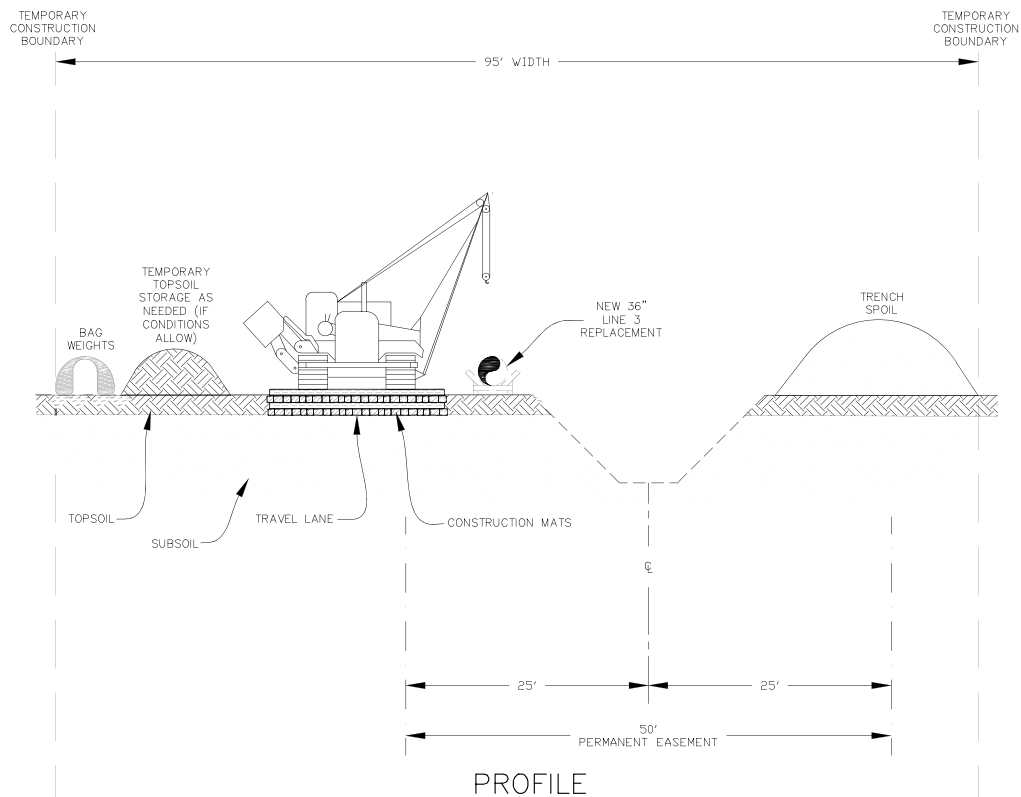 TEMPORARY
CONSTRUCTION
BOUNDARY
TEMPORARY
CONSTRUCTION
BOUNDARY
95' WIDTH
TEMPORARY
TOPSOIL
STORAGE AS
NEEDED (IF
CONDITIONS
ALLOW)
BAG
WEIGHTS
NEW 36"
LINE 3
REPLACEMENT
TRENCH
SPOIL
TOPSOIL
SUBSOIL
TRAVEL LANE
CONSTRUCTION MATS
℄
25'
25'
50'
PERMANENT EASEMENT
PROFILE